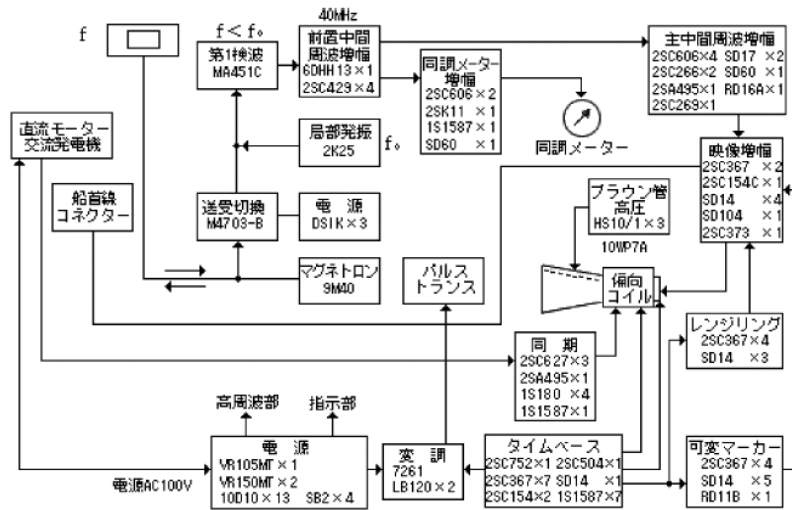 40MHz
f
f<f。
第1検波
MA451C
前置中間
周波増幅
6DHH13×1
2SC429×4
同調メーター
増幅
2SC606×2
2SK11 ×1
1S1587×1
SD60 ×1
同調メーター
主中間周波増幅
2SC606×4 SD17 ×2
2SC266×2 SD60 ×1
2SA495×1 RD16A×1
2SC269×1
直流モーター
交流発電機
局部発振
2K25
f。
船首線
コネクター
送受切換
M4703-B
電 源
DS1K×3
ブラウン管
高圧
HS10/1×3
10WP7A
映像増幅
2SC367 ×2
2SC154C×1
SD14 ×4
SD104 ×1
2SC373 ×1
マグネトロン
9M40
パルス
トランス
偏向
コイル
同 期
2SC627×3
2SA495×1
1S180 ×4
1S1587×1
レンジリング
2SC367×4
SD14 ×3
高周波部
指示部
電 源
VR105MT×1
VR150MT×2
10D10×13 SB2×4
電源AC100V
変 調
7261
LB120×2
タイムベース
2SC752×1 2SC504×1
2SC367×7 SD14 ×1
2SC154×2 1S1587×7
可変マーカー
2SC367×4
SD14 ×5
RD11B ×1